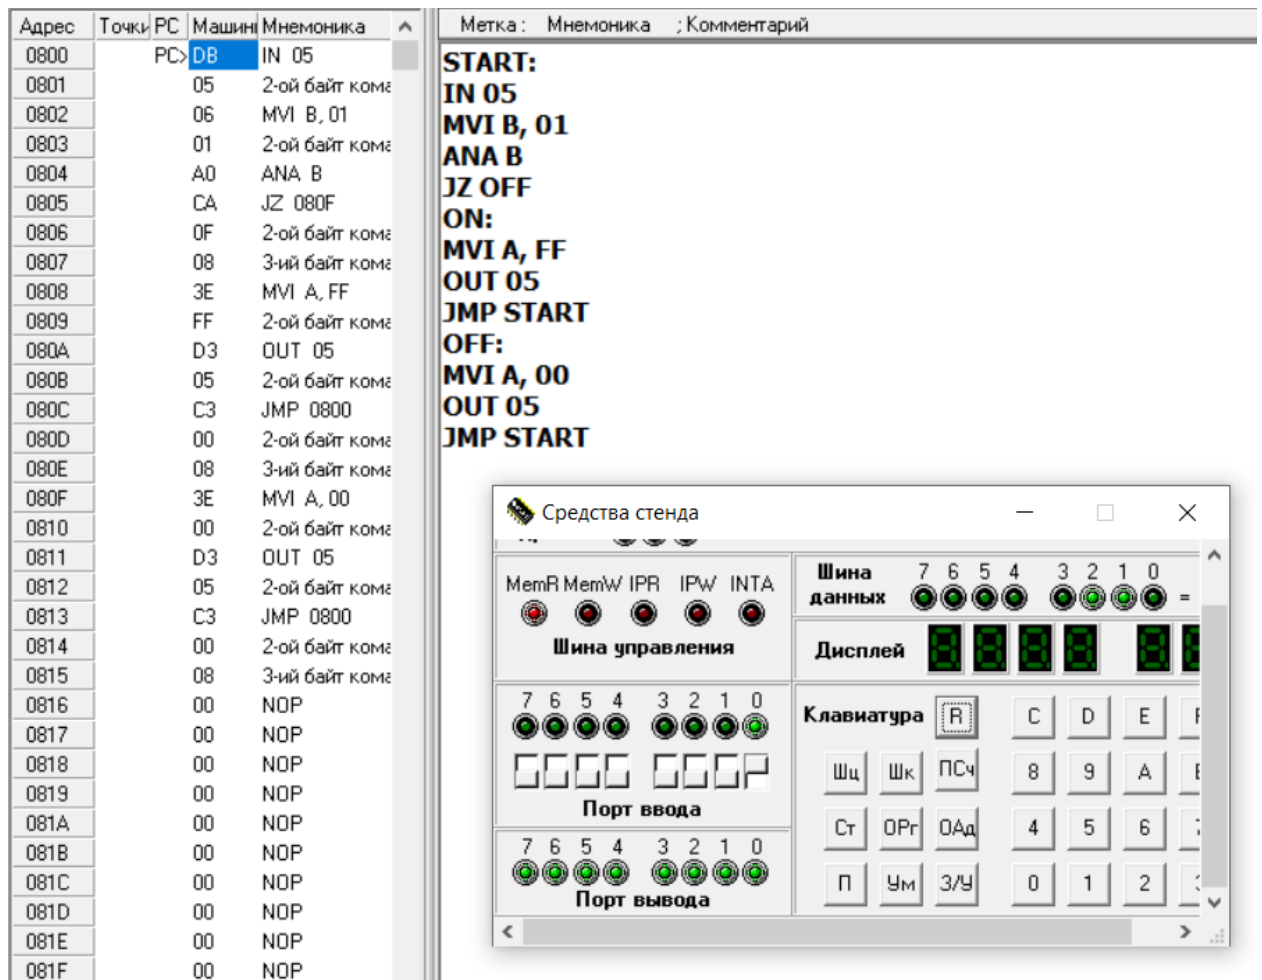 Адрес Точки PC Машин Мнемоника
0800 PC> DB IN 05
0801 05 2-ой байт кома
0802 06 MVI B, 01
0803 01 2-ой байт кома
0804 A0 ANA B
0805 CA JZ 080F
0806 0F 2-ой байт кома
0807 08 3-ий байт кома
0808 3E MVI A, FF
0809 FF 2-ой байт кома
080A D3 OUT 05
080B 05 2-ой байт кома
080C C3 JMP 0800
080D 00 2-ой байт кома
080E 08 3-ий байт кома
080F 3E MVI A, 00
0810 00 2-ой байт кома
0811 D3 OUT 05
0812 05 2-ой байт кома
0813 C3 JMP 0800
0814 00 2-ой байт кома
0815 08 3-ий байт кома
0816 00 NOP
0817 00 NOP
0818 00 NOP
0819 00 NOP
081A 00 NOP
081B 00 NOP
081C 00 NOP
081D 00 NOP
081E 00 NOP
081F 00 NOP
Метка: Мнемоника ;Комментарий
START:
IN 05
MVI B, 01
ANA B
JZ OFF
ON:
MVI A, FF
OUT 05
JMP START
OFF:
MVI A, 00
OUT 05
JMP START
Средства стенда
MemR MemW IPR IPW INTA
Шина управления
7 6 5 4 3 2 1 0
Порт ввода
7 6 5 4 3 2 1 0
Порт вывода
Шина данных 7 6 5 4 3 2 1 0 =
Дисплей
Клавиатура R C D E
Шц Шк ПСч 8 9 A
Ст ОРг ОАд 4 5 6
П Ум З/У 0 1 2